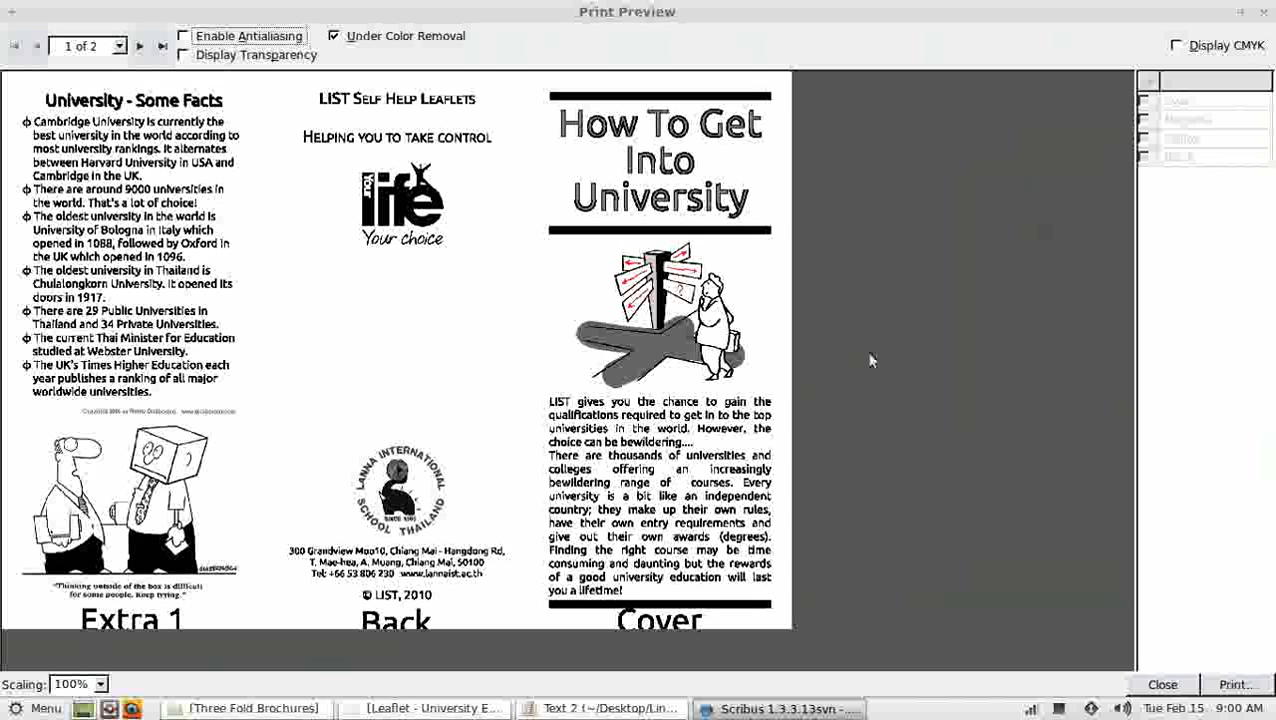 Print Preview
1 of 2
Enable Antialiasing
Display Transparency
Under Color Removal
Display CMYK
University - Some Facts
Cambridge University is currently the
best university in the world according to
most university rankings. It alternates
between Harvard University in USA and
Cambridge in the UK.
There are around 9000 universities in
the world. That's a lot of choice!
The oldest university in the world is
University of Bologna in Italy which
opened in 1088, followed by Oxford in
the UK which opened in 1096.
The oldest university in Thailand is
Chulalongkorn University. It opened its
doors in 1917.
There are 29 Public Universities in
Thailand and 34 Private Universities.
The current Thai Minister for Education
studied at Webster University.
The UK's Times Higher Education each
year publishes a ranking of all major
worldwide universities.
"Thinking outside of the box is difficult
for some people. Keep trying."
Extra 1
LIST Self Help Leaflets
Helping you to take control
Your
life
Your choice
LANNA INTERNATIONAL
SCHOOL THAILAND
300 Grandview Moo10, Chiang Mai - Hangdong Rd,
T. Mae-hea, A. Muang, Chiang Mai, 50100
Tel: +66 53 806 230 www.lannaist.ac.th
© LIST, 2010
Back
How To Get
Into
University
?
LIST gives you the chance to gain the
qualifications required to get in to the top
universities in the world. However, the
choice can be bewildering....
There are thousands of universities and
colleges offering an increasingly
bewildering range of courses. Every
university is a bit like an independent
country; they make up their own rules,
have their own entry requirements and
give out their own awards (degrees).
Finding the right course may be time
consuming and daunting but the rewards
of a good university education will last
you a lifetime!
Cover
Scaling: 100%
Close
Print...
Menu
[Three Fold Brochures]
[Leaflet - University E...
Text 2 (~/Desktop/Lin...
Scribus 1.3.3.13svn -....
Tue Feb 15 9:00 AM